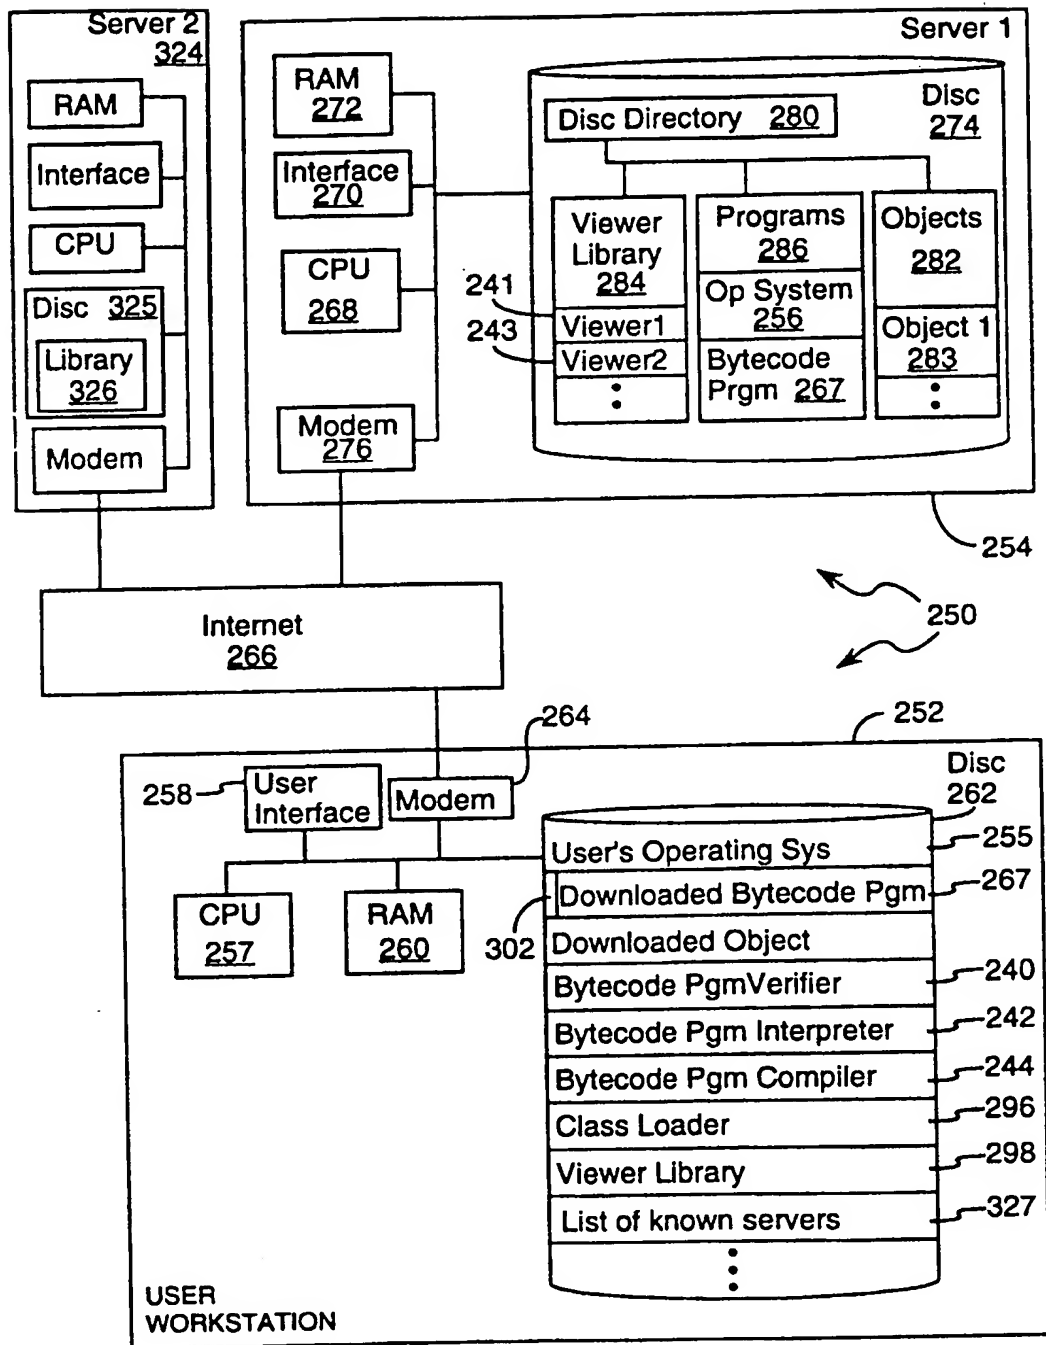 Server 2
324
RAM
Interface
CPU
Disc 325
Library
326
Modem
Server 1
RAM
272
Interface
270
CPU
268
Modem
276
Disc
274
Disc Directory 280
Viewer
Library
284
Viewer1
Viewer2
Programs
286
Op System
256
Bytecode
Prgm 267
Objects
282
Object 1
283
241
243
254
250
Internet
266
264
252
258
User
Interface
Modem
CPU
257
RAM
260
Disc
262
User's Operating Sys
255
Downloaded Bytecode Pgm
267
302
Downloaded Object
Bytecode PgmVerifier
240
Bytecode Pgm Interpreter
242
Bytecode Pgm Compiler
244
Class Loader
296
Viewer Library
298
List of known servers
327
USER
WORKSTATION